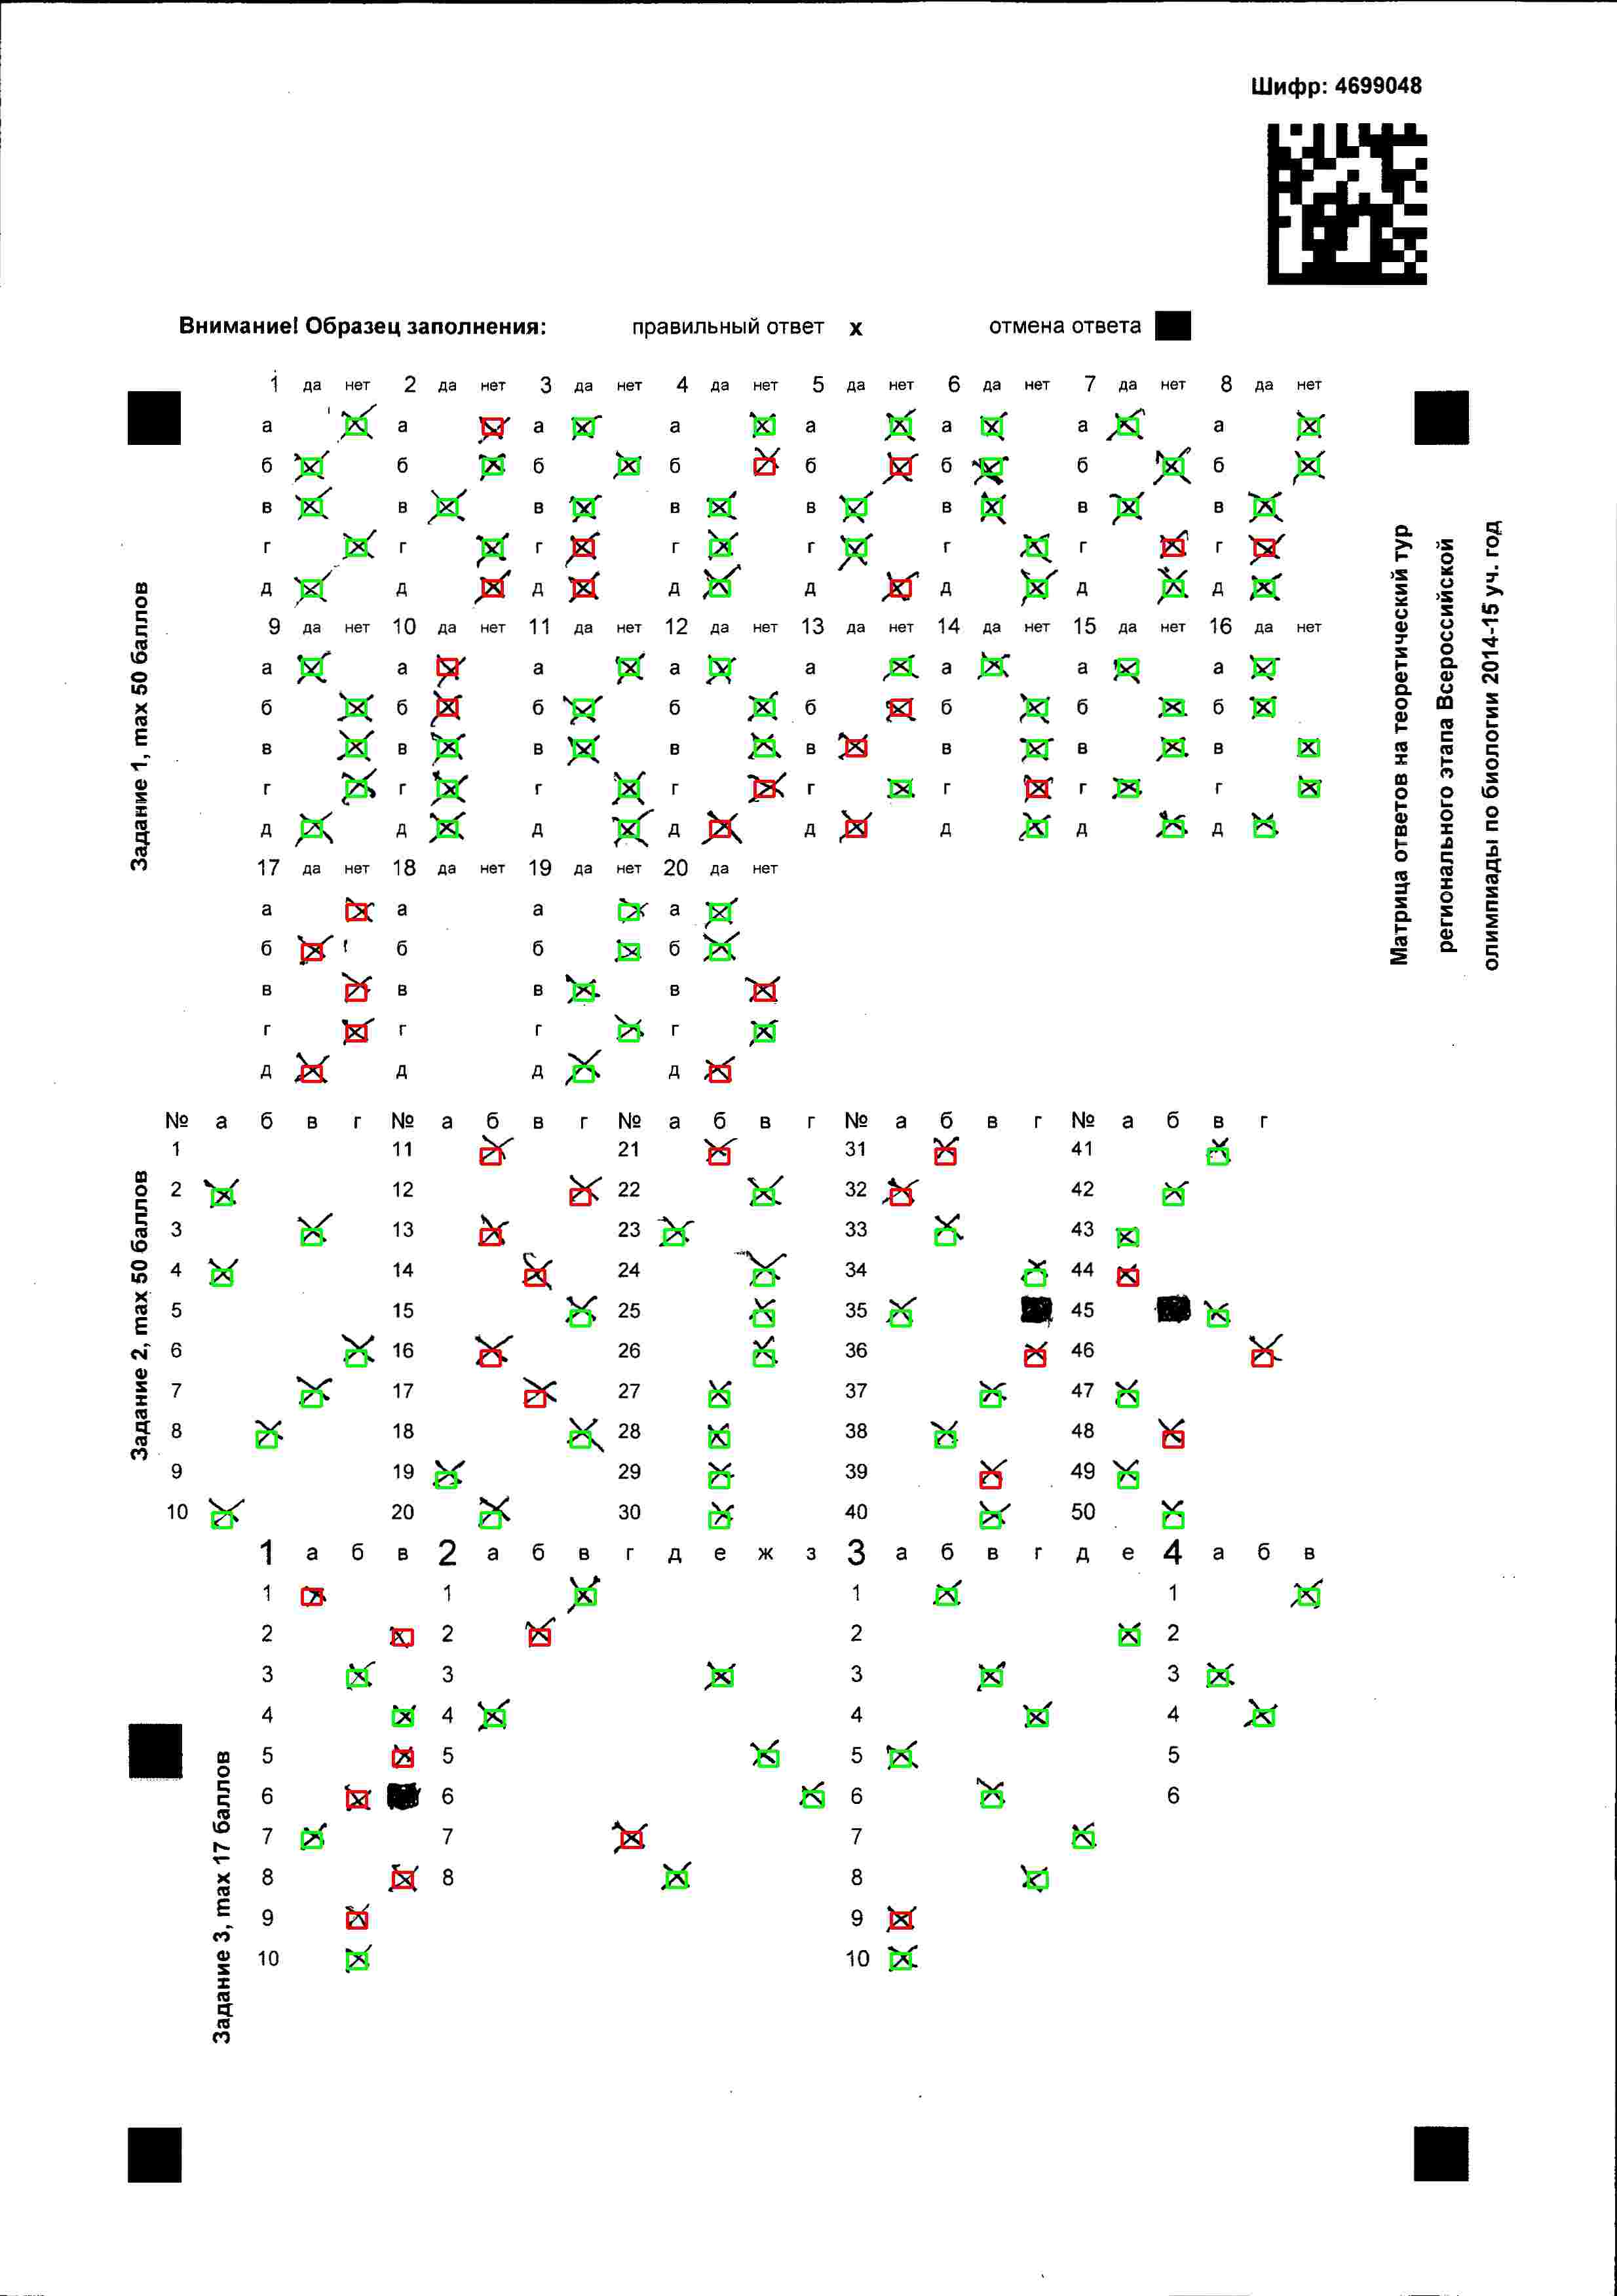 Шифр: 4699048
Внимание! Образец заполнения: правильный ответ х отмена ответа
1 да нет 2 да нет 3 да нет 4 да нет 5 да нет 6 да нет 7 да нет 8 да нет
а а а а а а а а
б б б б б б б б
в в в в в в в в
г г г г г г г г
д д д д д д д д
9 да нет 10 да нет 11 да нет 12 да нет 13 да нет 14 да нет 15 да нет 16 да нет
а а а а а а а а
б б б б б б б б
в в в в в в в в
г г г г г г г г
д д д д д д д д
17 да нет 18 да нет 19 да нет 20 да нет
а а а а
б б б б
в в в в
г г г г
д д д д
Задание 1, max 50 баллов
Матрица ответов на теоретический тур
регионального этапа Всероссийской
олимпиады по биологии 2014-15 уч. год
№ а б в г № а б в г № а б в г № а б в г № а б в г
1 11 21 31 41
2 12 22 32 42
3 13 23 33 43
4 14 24 34 44
5 15 25 35 45
6 16 26 36 46
7 17 27 37 47
8 18 28 38 48
9 19 29 39 49
10 20 30 40 50
Задание 2, max 50 баллов
1 а б в 2 а б в г д е ж з 3 а б в г д е 4 а б в
1 1 1 1
2 2 2 2
3 3 3 3
4 4 4 4
5 5 5 5
6 6 6 6
7 7 7
8 8 8
9 9
10 10
Задание 3, max 17 баллов